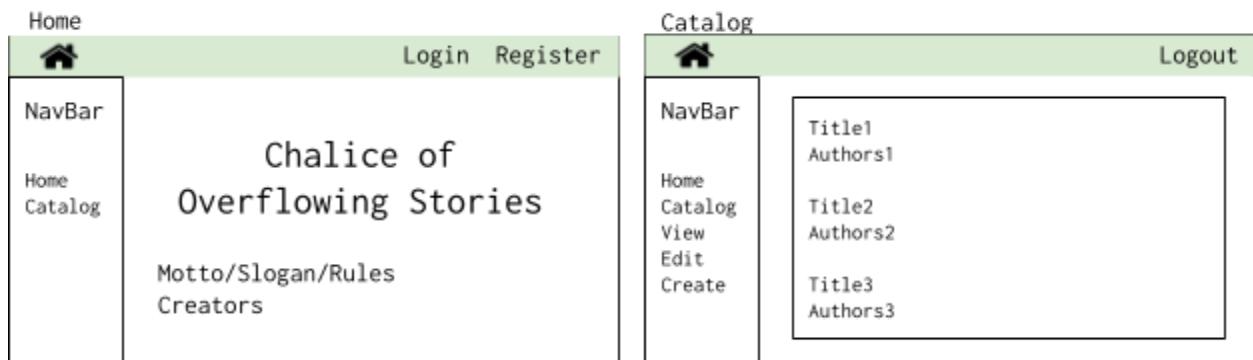 Home
Login Register
NavBar
Home
Catalog
Chalice of
Overflowing Stories
Motto/Slogan/Rules
Creators
Catalog
Logout
NavBar
Home
Catalog
View
Edit
Create
Title1
Authors1
Title2
Authors2
Title3
Authors3